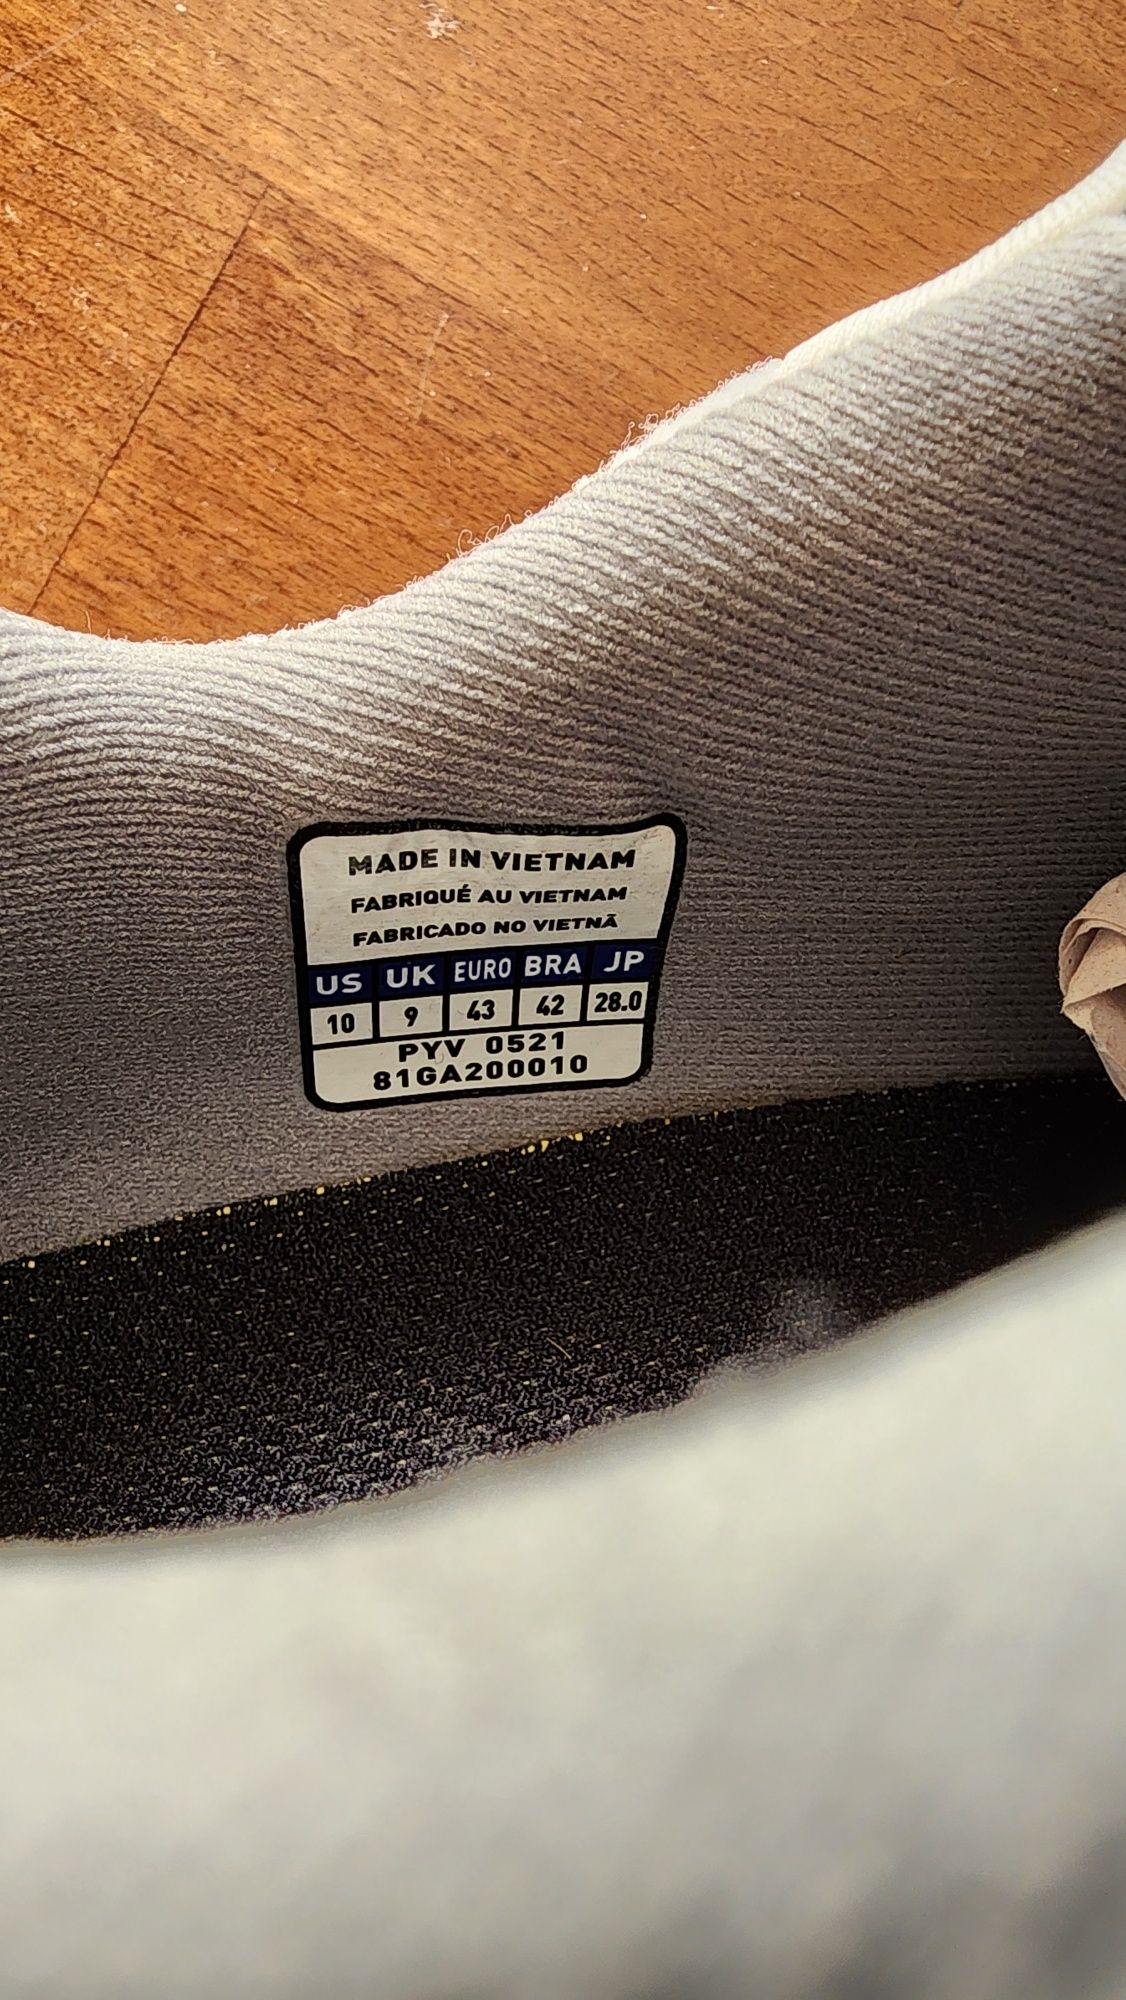 MADE IN VIETNAM
FABRIQUÉ AU VIETNAM
FABRICADO NO VIETNÃ
US UK EURO BRA JP
10 9 43 42 28.0
PYV 0521
81GA200010